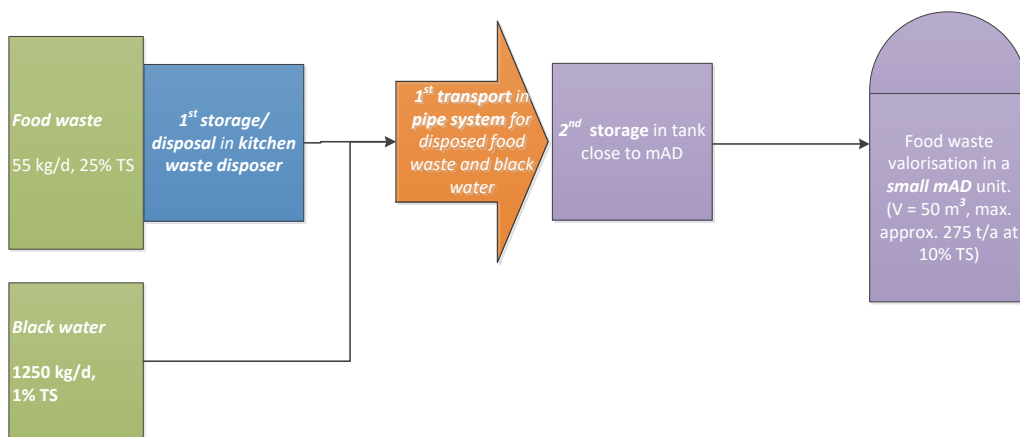 Food waste
55 kg/d, 25% TS
1st storage/
disposal in kitchen
waste disposer
1st transport in
pipe system for
disposed food
waste and black
water
2nd storage in tank
close to mAD
Food waste
valorisation in a
small mAD unit.
(V = 50 m3, max.
approx. 275 t/a at
10% TS)
Black water
1250 kg/d,
1% TS